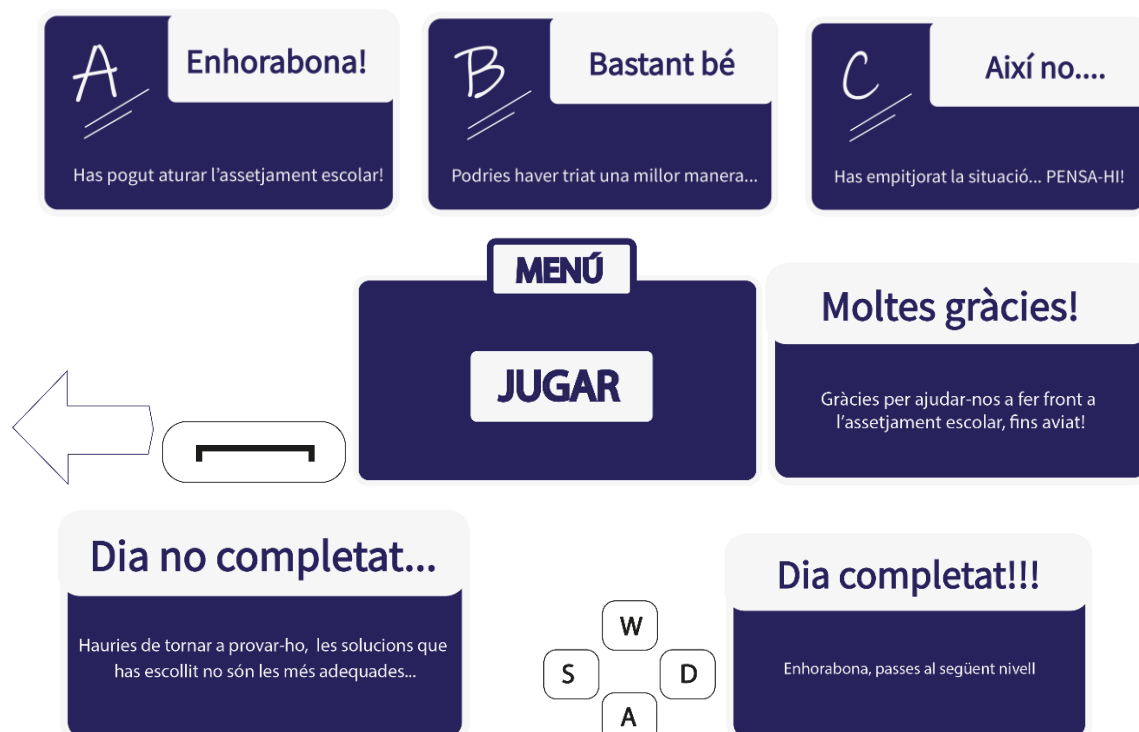 A
Enhorabona!
Has pogut aturar l'assetjament escolar!
B
Bastant bé
Podries haver triat una millor manera...
C
Així no....
Has empitjorat la situació... PENSA-HI!
MENÚ
JUGAR
Moltes gràcies!
Gràcies per ajudar-nos a fer front a
l'assetjament escolar, fins aviat!
Dia no completat...
Hauries de tornar a provar-ho, les solucions que
has escollit no són les més adequades...
W
S
D
A
Dia completat!!!
Enhorabona, passes al següent nivell